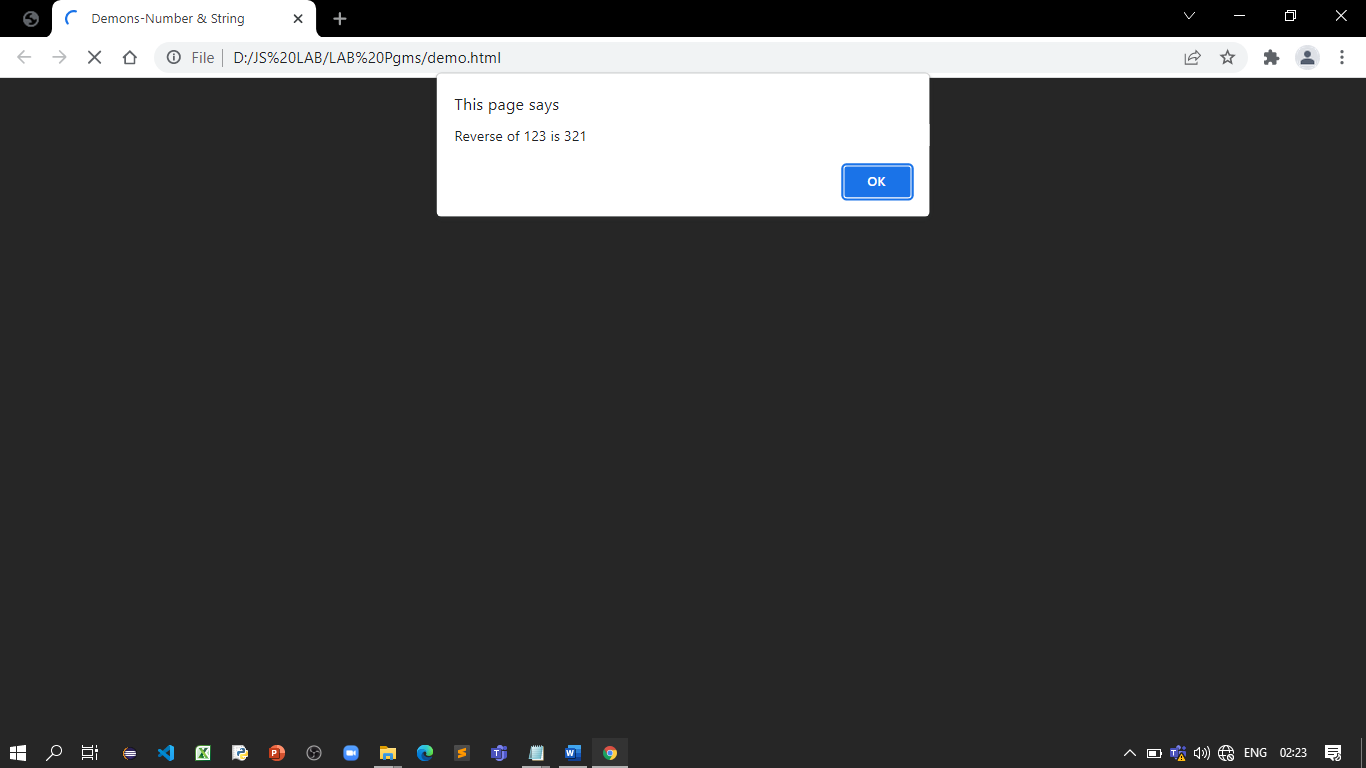 Demons-Number & String
File D:/JS%20LAB/LAB%20Pgms/demo.html
This page says
Reverse of 123 is 321
OK
ENG 02:23